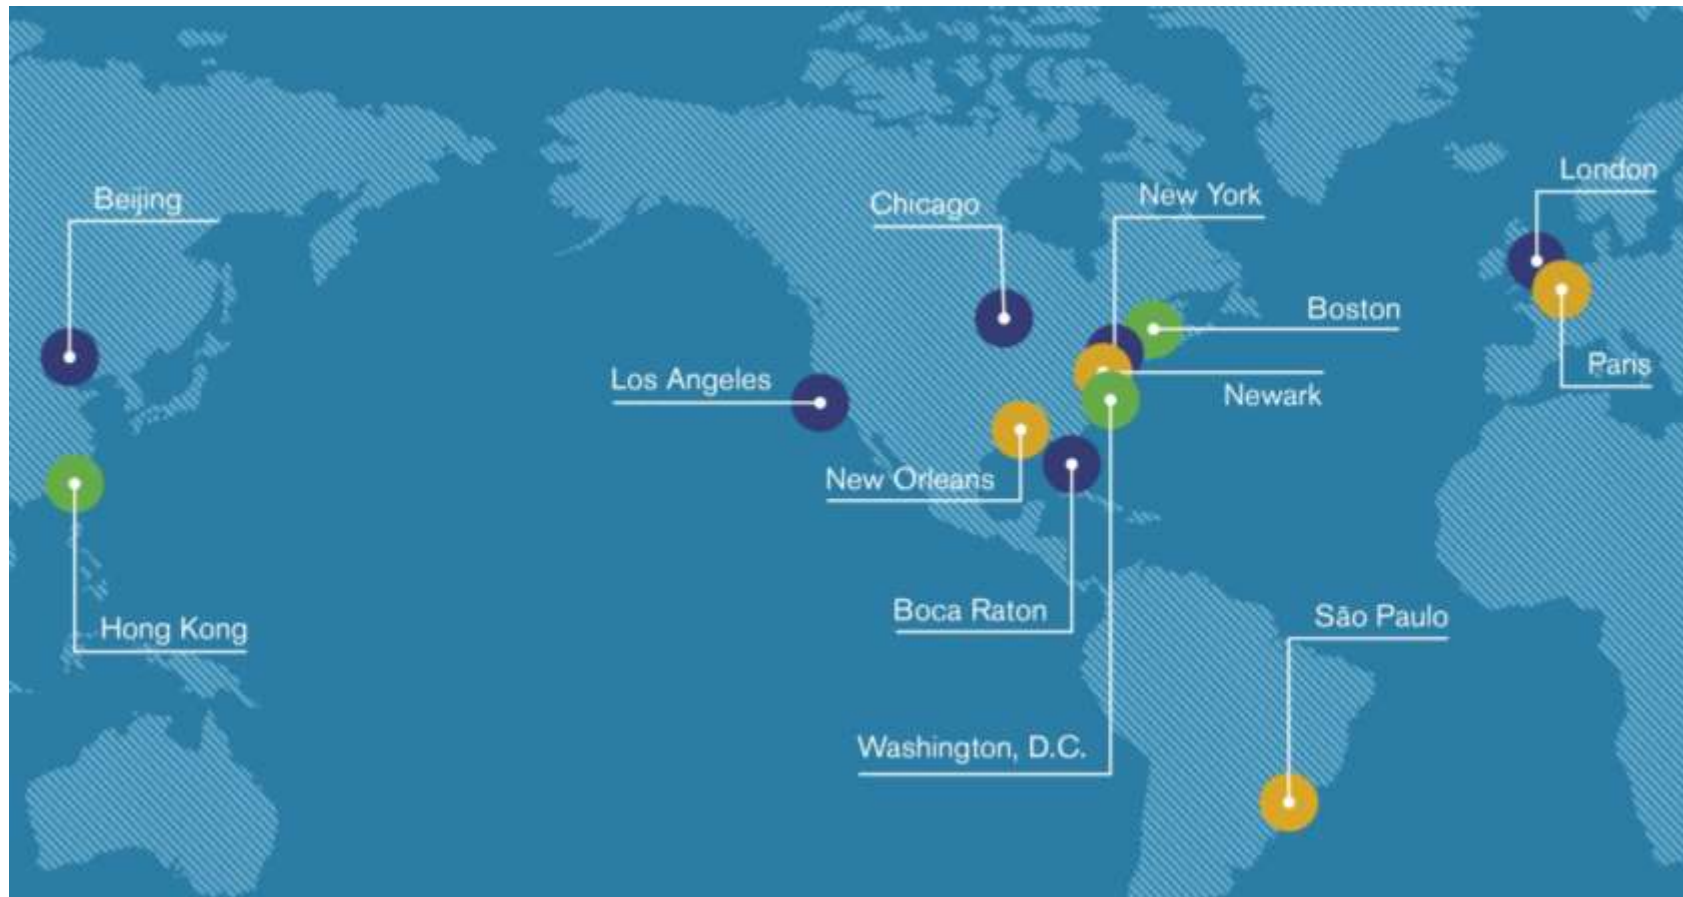 London
New York
Beijing
Chicago
Boston
Paris
Los Angeles
Newark
New Orleans
Boca Raton
São Paulo
Hong Kong
Washington, D.C.